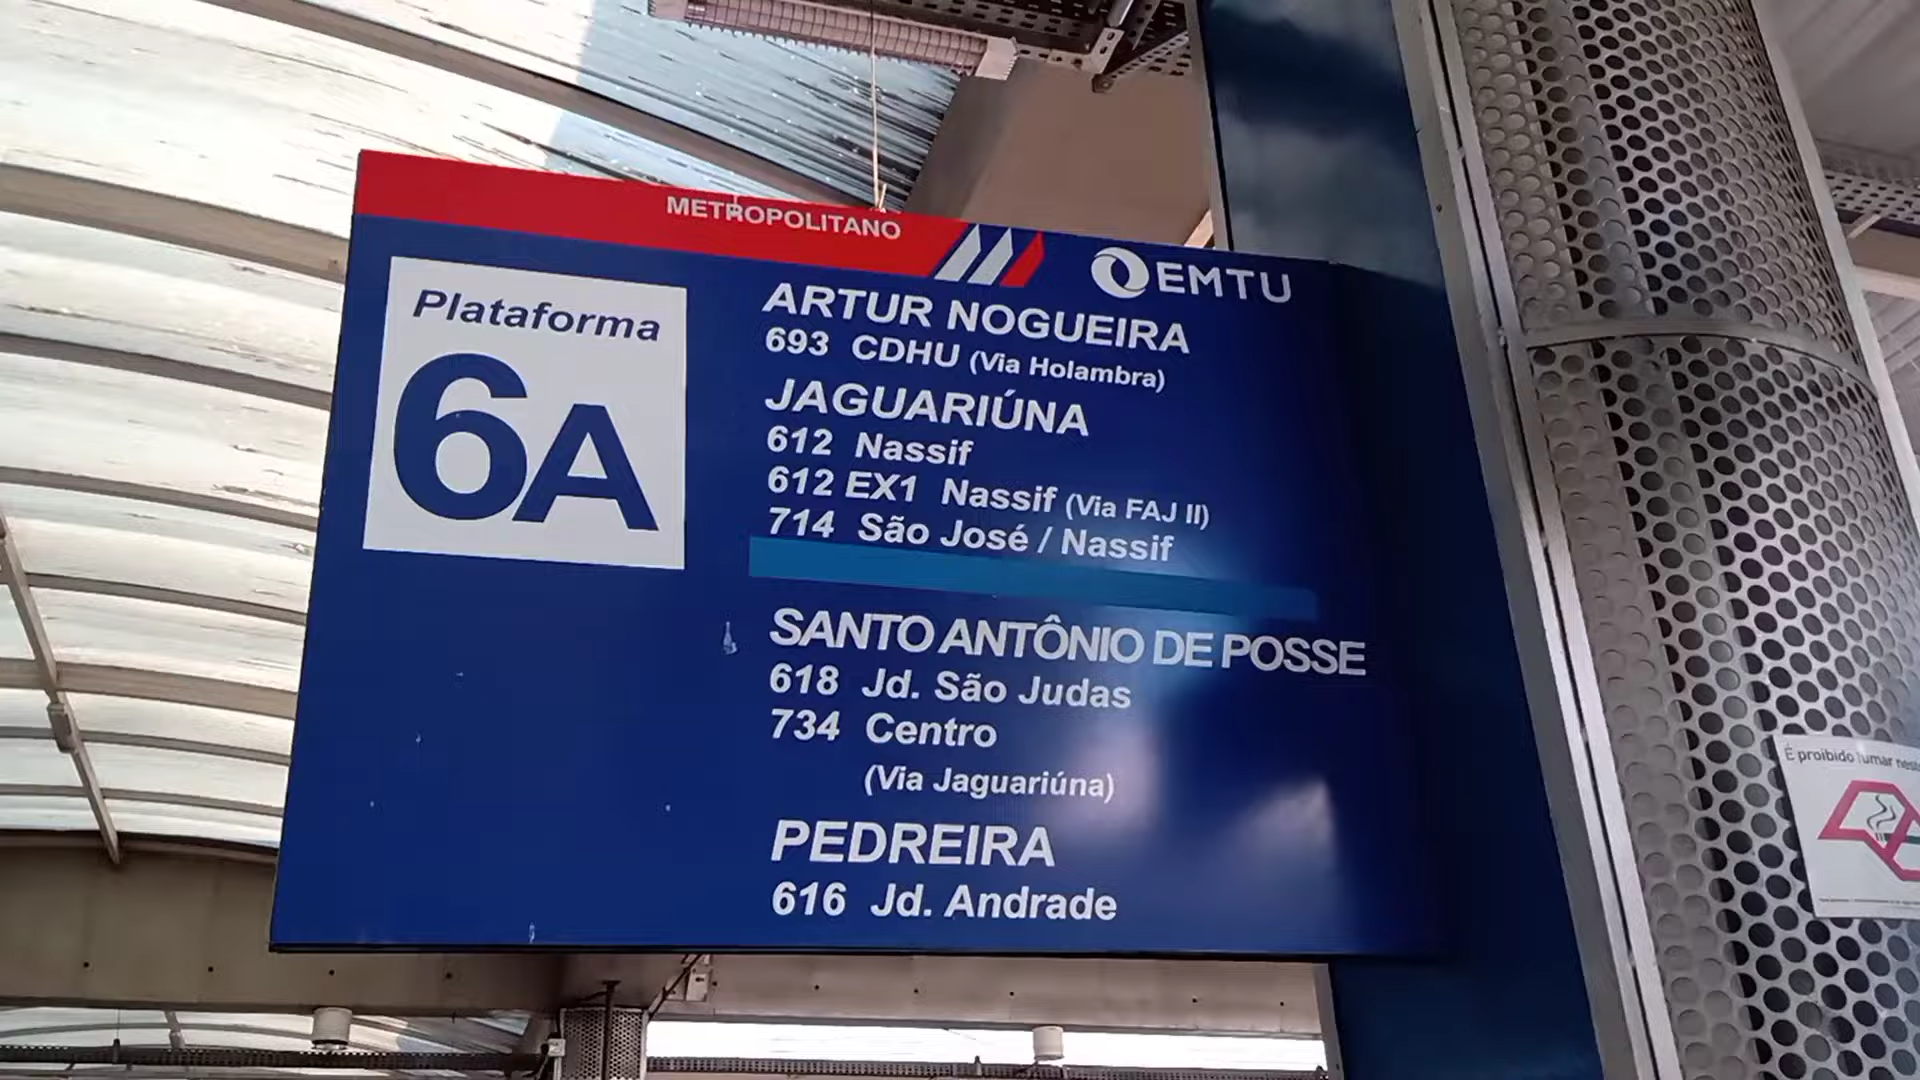 METROPOLITANO
EMTU
Plataforma
6A
ARTUR NOGUEIRA
693 CDHU (Via Holambra)
JAGUARIÚNA
612 Nassif
612 EX1 Nassif (Via FAJ II)
714 São José / Nassif
SANTO ANTÔNIO DE POSSE
618 Jd. São Judas
734 Centro
(Via Jaguariúna)
PEDREIRA
616 Jd. Andrade
É proibido fumar